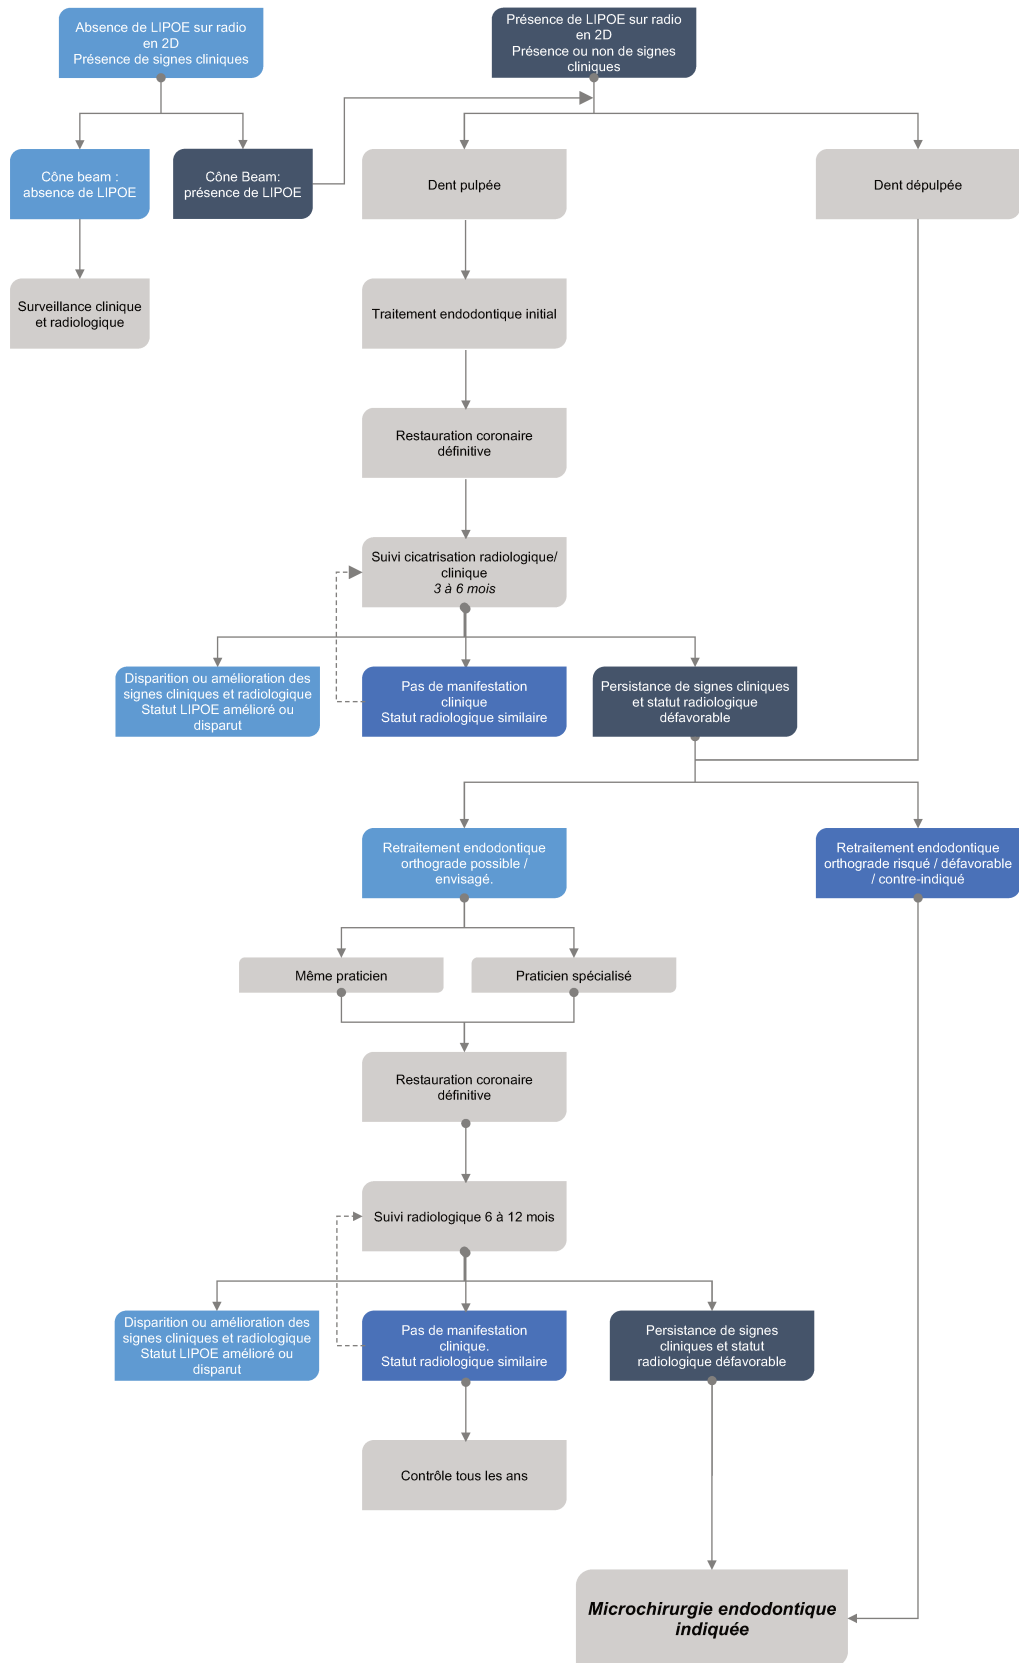 Absence de LIPOE sur radio
en 2D
Présence de signes cliniques
Présence de LIPOE sur radio
en 2D
Présence ou non de signes
cliniques
Cône beam :
absence de LIPOE
Cône Beam:
présence de LIPOE
Dent pulpée
Dent dépulpée
Surveillance clinique
et radiologique
Traitement endodontique initial
Restauration coronaire
définitive
Suivi cicatrisation radiologique/
clinique
3 à 6 mois
Disparition ou amélioration des
signes cliniques et radiologique
Statut LIPOE amélioré ou
disparut
Pas de manifestation
clinique
Statut radiologique similaire
Persistance de signes cliniques
et statut radiologique
défavorable
Retraitement endodontique
orthograde possible /
envisagé.
Retraitement endodontique
orthograde risqué / défavorable
/ contre-indiqué
Même praticien
Praticien spécialisé
Restauration coronaire
définitive
Suivi radiologique 6 à 12 mois
Disparition ou amélioration des
signes cliniques et radiologique
Statut LIPOE amélioré ou
disparut
Pas de manifestation
clinique.
Statut radiologique similaire
Persistance de signes
cliniques et statut
radiologique défavorable
Contrôle tous les ans
Microchirurgie endodontique
indiquée